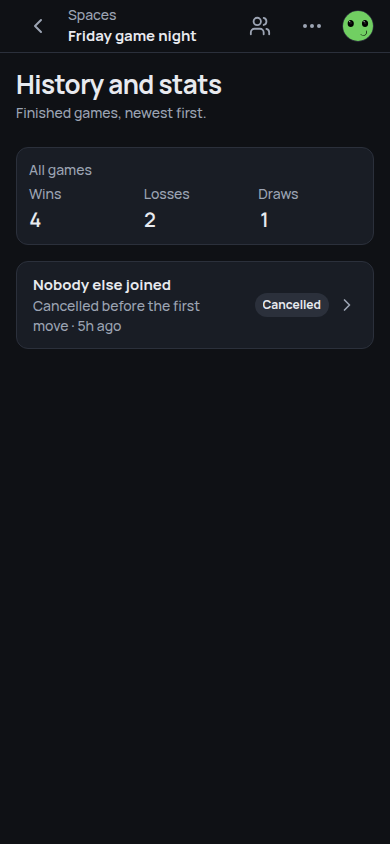 Spaces
Friday game night
History and stats
Finished games, newest first.
All games
Wins
Losses
Draws
4
2
1
Nobody else joined
Cancelled before the first
move · 5h ago
Cancelled